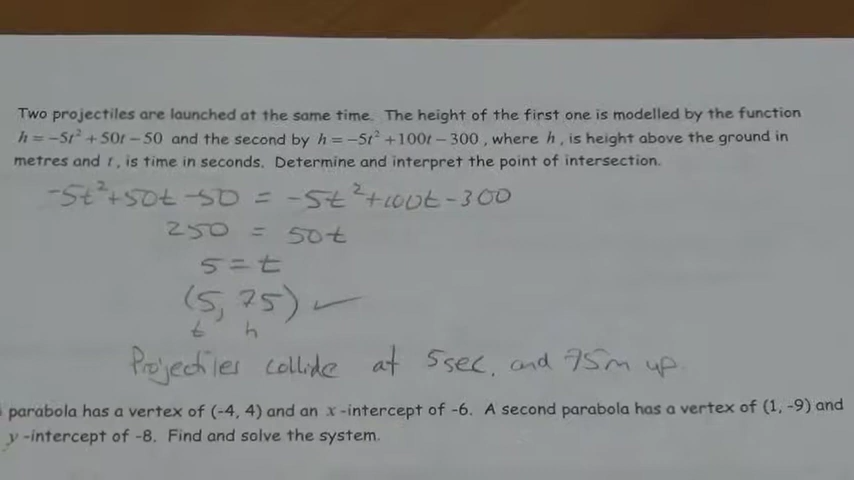 Two projectiles are launched at the same time. The height of the first one is modelled by the function
h = -5t² + 50t - 50 and the second by h = -5t² + 100t - 300 , where h , is height above the ground in
metres and t , is time in seconds. Determine and interpret the point of intersection.
-5t² + 50t - 50 = -5t² + 100t - 300
250 = 50t
5 = t
(5, 75) ✓
t h
Projectiles collide at 5 sec, and 75m up.
parabola has a vertex of (-4, 4) and an x -intercept of -6. A second parabola has a vertex of (1, -9) and
y -intercept of -8. Find and solve the system.